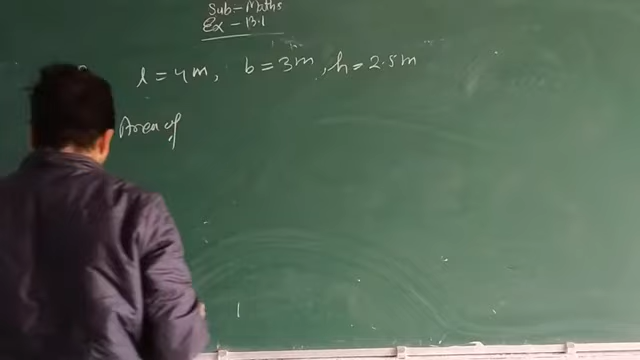 Sub - Maths
Ex - 13.1
l = 4m, b = 3m, h = 2.5m
Area of